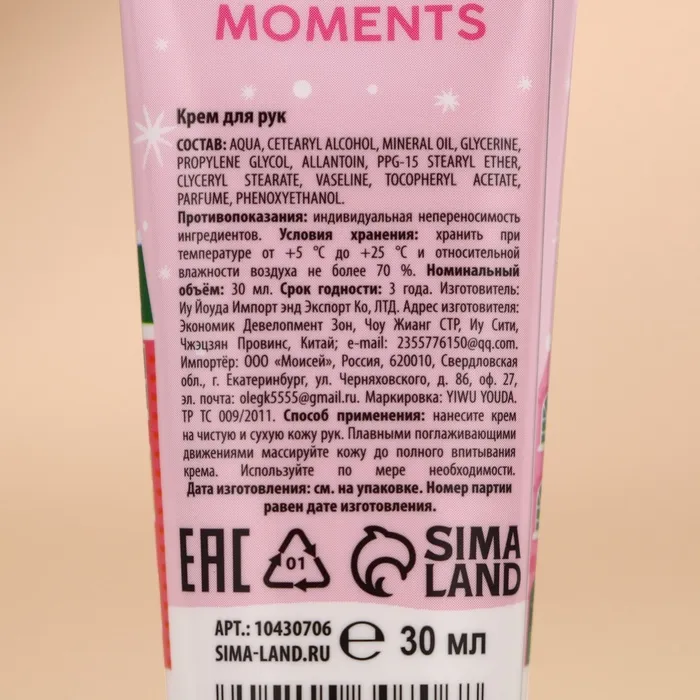 MOMENTS
Крем для рук
СОСТАВ: AQUA, CETEARYL ALCOHOL, MINERAL OIL, GLYCERINE,
PROPYLENE GLYCOL, ALLANTOIN, PPG-15 STEARYL ETHER,
CLYCERYL STEARATE, VASELINE, TOCOPHERYL ACETATE,
PARFUME, PHENOXYETHANOL.
Противопоказания: индивидуальная непереносимость
ингредиентов. Условия хранения: хранить при
температуре от +5 °C до +25 °C и относительной
влажности воздуха не более 70 %. Номинальный
объём: 30 мл. Срок годности: 3 года. Изготовитель:
Иу Йоуда Импорт энд Экспорт Ко, ЛТД. Адрес изготовителя:
Экономик Девелопмент Зон, Чоу Жианг СТР, Иу Сити,
Чжэцзян Провинс, Китай; e-mail: 2355776150@qq.com.
Импортёр: ООО «Моисей», Россия, 620010, Свердловская
обл., г. Екатеринбург, ул. Черняховского, д. 86, оф. 27,
эл. почта: olegk5555@gmail.ru. Маркировка: YIWU YOUDA.
ТР ТС 009/2011. Способ применения: нанесите крем
на чистую и сухую кожу рук. Плавными поглаживающими
движениями массируйте кожу до полного впитывания
крема. Используйте по мере необходимости.
Дата изготовления: см. на упаковке. Номер партии
равен дате изготовления.
EAC 01 SIMA
LAND
АРТ.: 10430706
SIMA-LAND.RU
℮ 30 мл